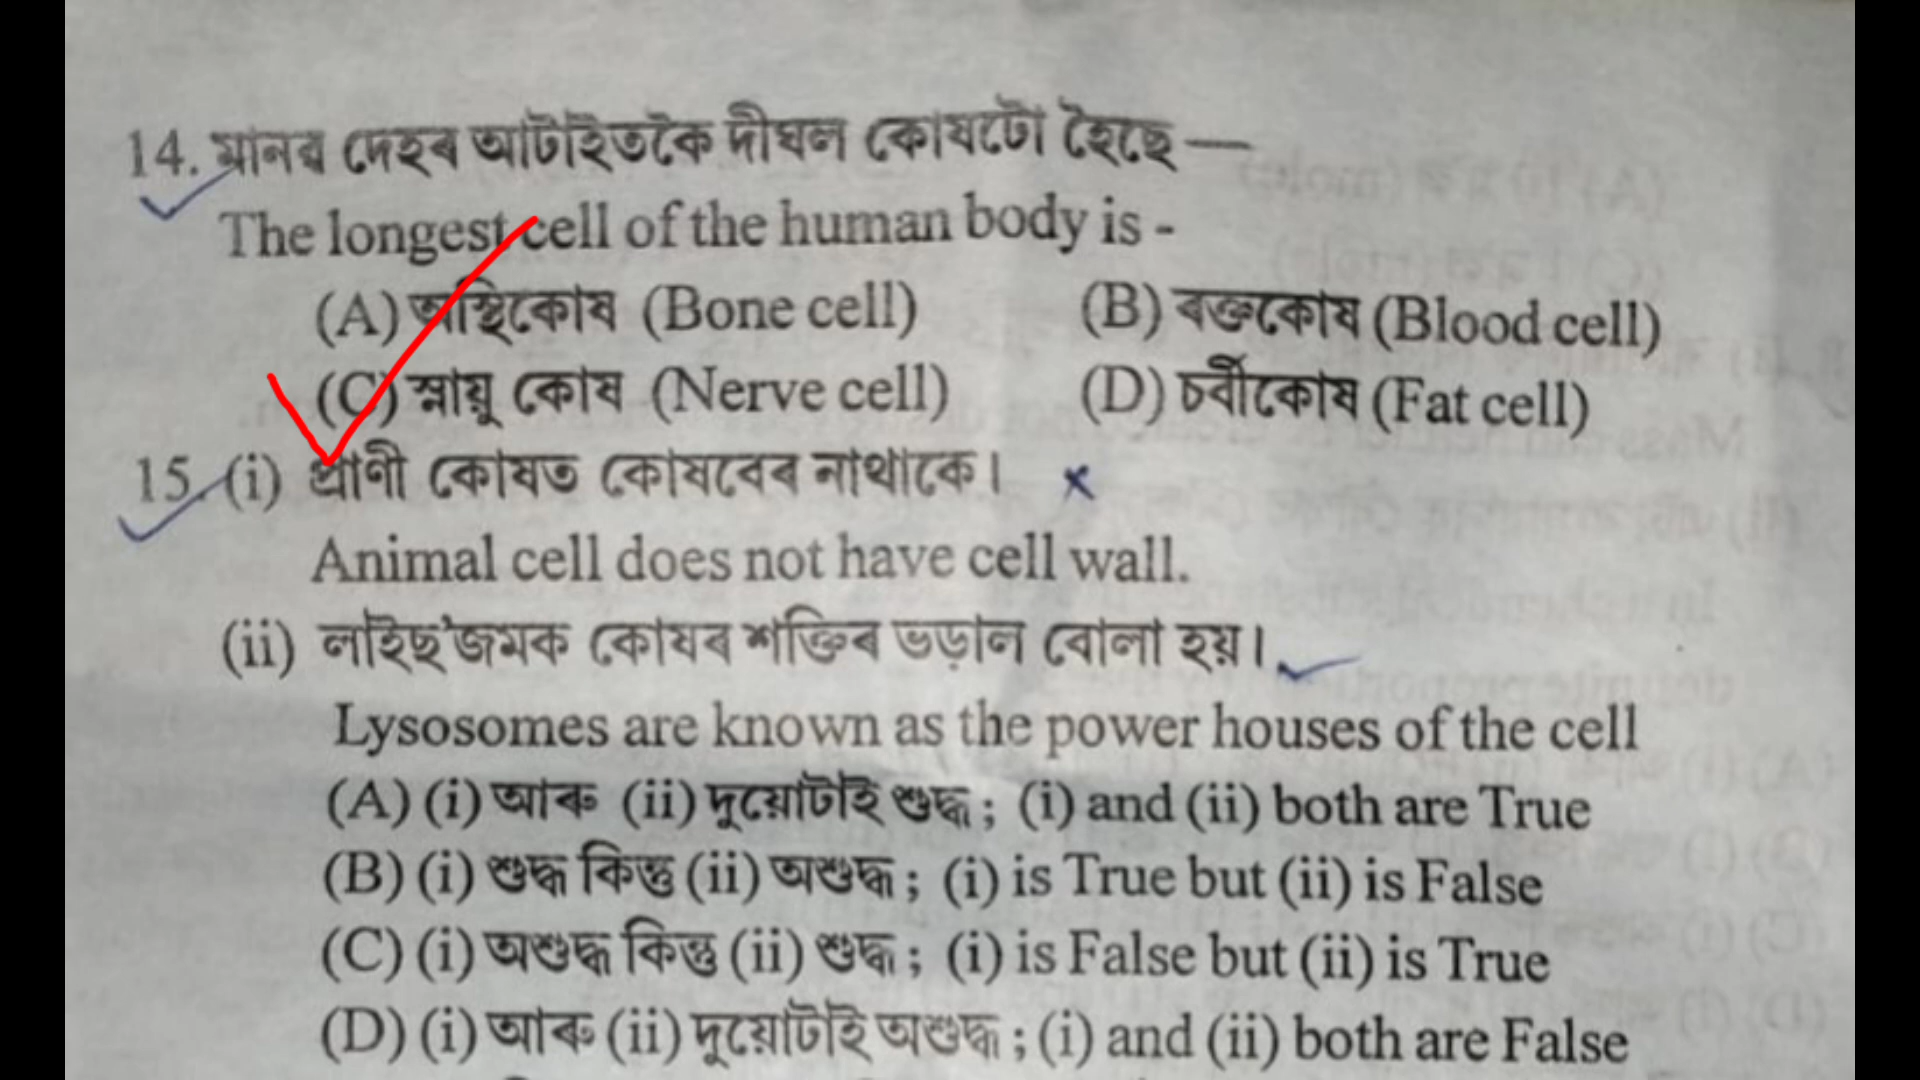 14. মানৱ দেহৰ আটাইতকৈ দীঘল কোষটো হৈছে —
The longest cell of the human body is -
(A) অস্থিকোষ (Bone cell) (B) ৰক্তকোষ (Blood cell)
(C) স্নায়ু কোষ (Nerve cell) (D) চৰ্বীকোষ (Fat cell)
15. (i) প্ৰাণী কোষত কোষবেৰ নাথাকে।
Animal cell does not have cell wall.
(ii) লাইছ'জমক কোষৰ শক্তিৰ ভড়াল বোলা হয়।
Lysosomes are known as the power houses of the cell
(A) (i) আৰু (ii) দুয়োটাই শুদ্ধ ; (i) and (ii) both are True
(B) (i) শুদ্ধ কিন্তু (ii) অশুদ্ধ ; (i) is True but (ii) is False
(C) (i) অশুদ্ধ কিন্তু (ii) শুদ্ধ ; (i) is False but (ii) is True
(D) (i) আৰু (ii) দুয়োটাই অশুদ্ধ ; (i) and (ii) both are False